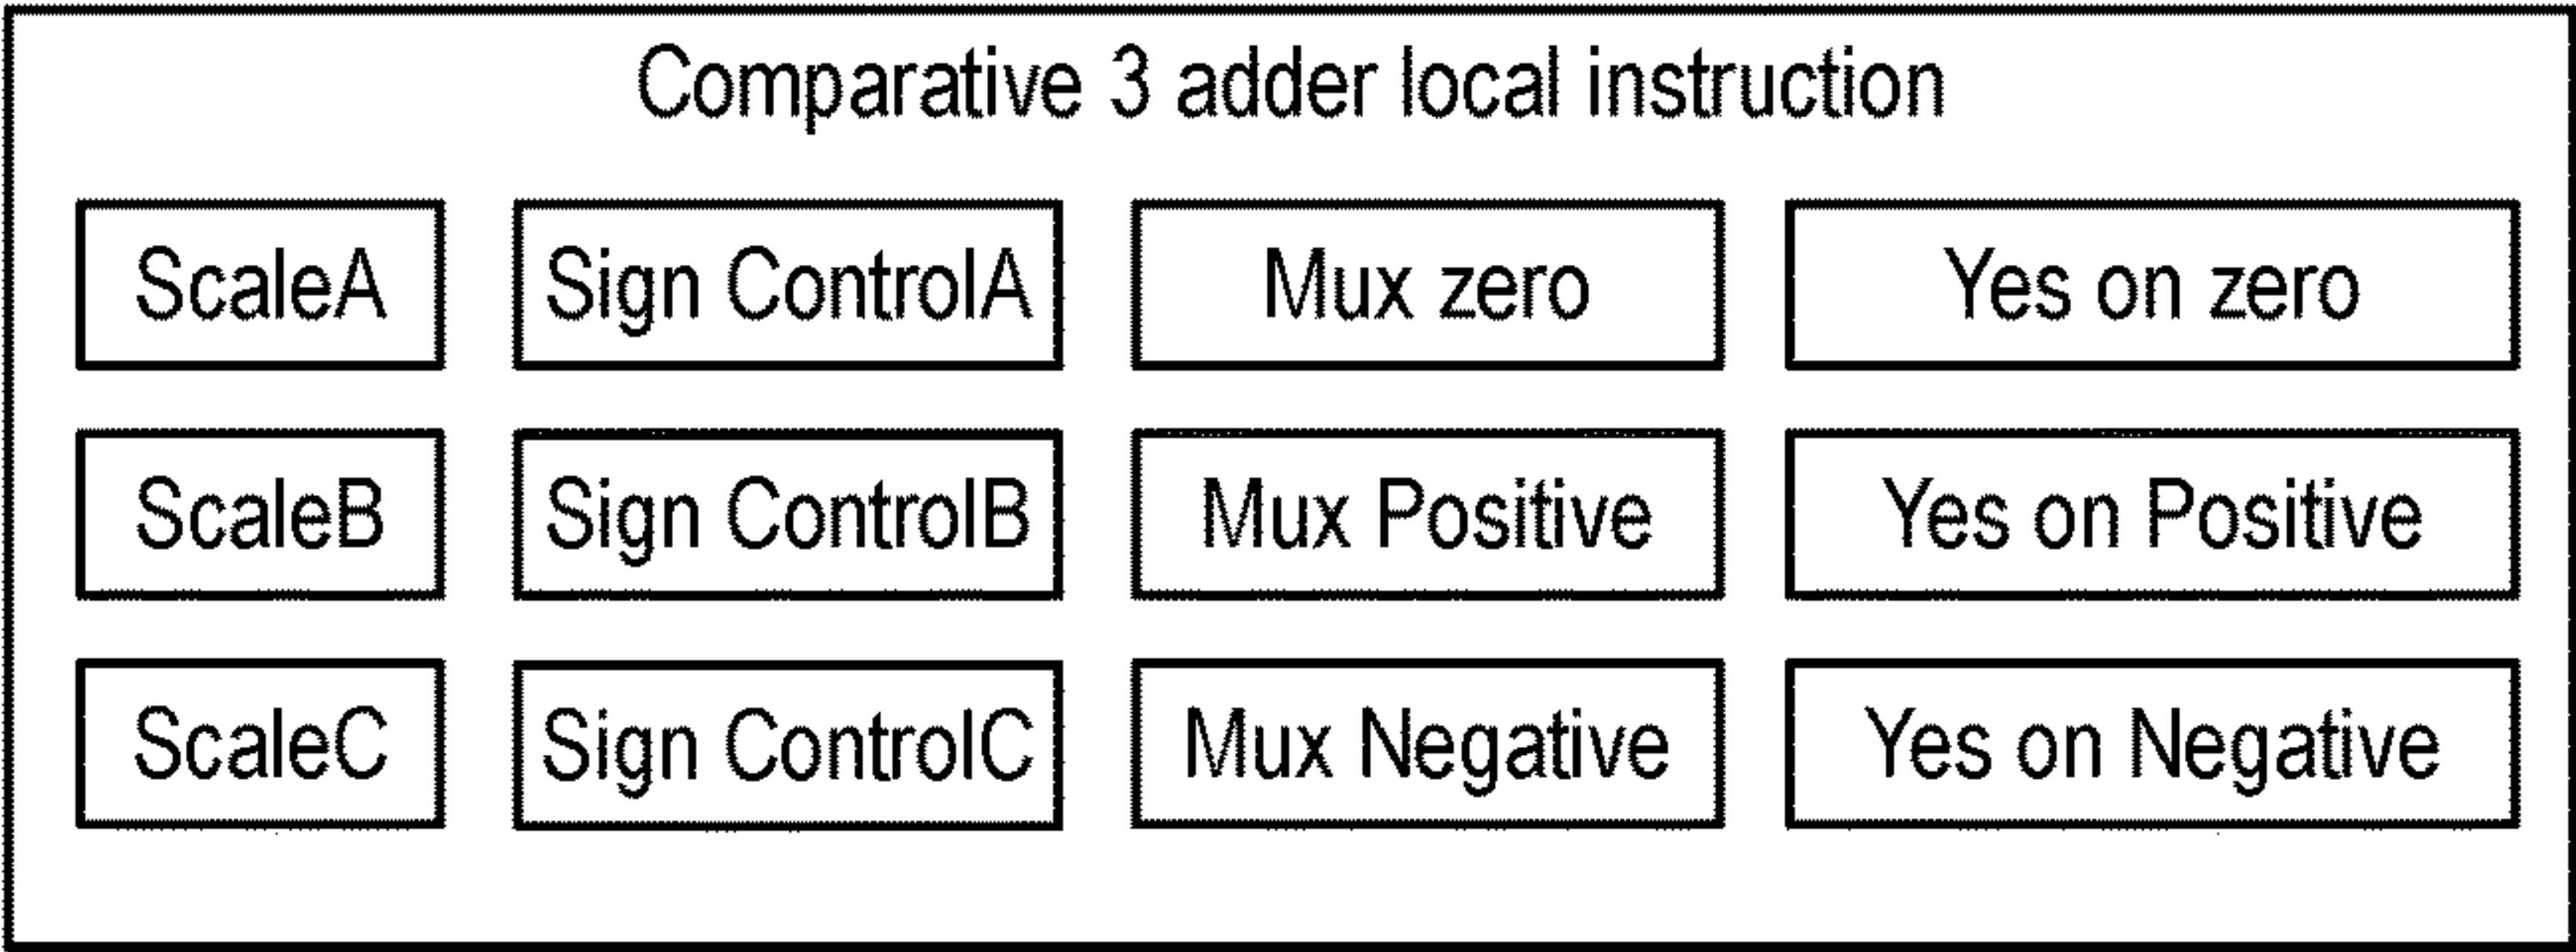 Comparative 3 adder local instruction
ScaleA Sign ControlA Mux zero Yes on zero
ScaleB Sign ControlB Mux Positive Yes on Positive
ScaleC Sign ControlC Mux Negative Yes on Negative